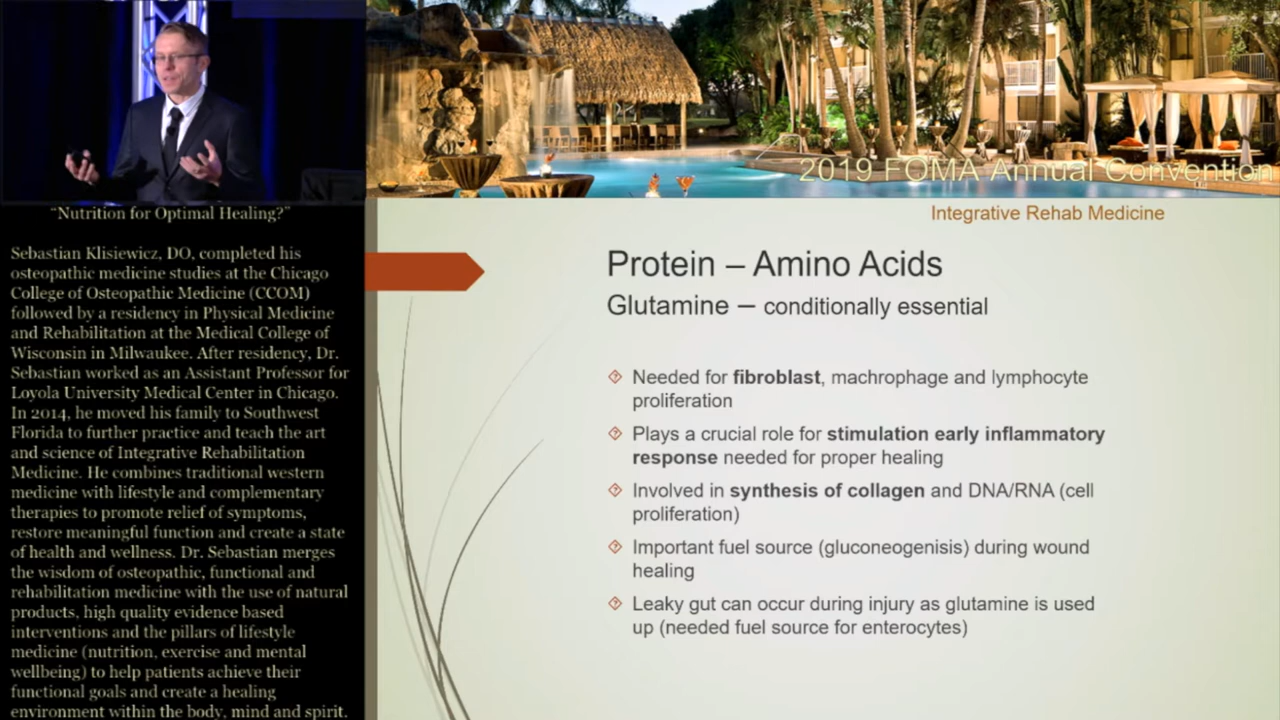 2019 FOMA Annual Convention
"Nutrition for Optimal Healing?"
Sebastian Klisiewicz, DO, completed his
osteopathic medicine studies at the Chicago
College of Osteopathic Medicine (CCOM)
followed by a residency in Physical Medicine
and Rehabilitation at the Medical College of
Wisconsin in Milwaukee. After residency, Dr.
Sebastian worked as an Assistant Professor for
Loyola University Medical Center in Chicago.
In 2014, he moved his family to Southwest
Florida to further practice and teach the art
and science of Integrative Rehabilitation
Medicine. He combines traditional western
medicine with lifestyle and complementary
therapies to promote relief of symptoms,
restore meaningful function and create a state
of health and wellness. Dr. Sebastian merges
the wisdom of osteopathic, functional and
rehabilitation medicine with the use of natural
products, high quality evidence based
interventions and the pillars of lifestyle
medicine (nutrition, exercise and mental
wellbeing) to help patients achieve their
functional goals and create a healing
environment within the body, mind and spirit.
Integrative Rehab Medicine
Protein – Amino Acids
Glutamine – conditionally essential
Needed for fibroblast, machrophage and lymphocyte
proliferation
Plays a crucial role for stimulation early inflammatory
response needed for proper healing
Involved in synthesis of collagen and DNA/RNA (cell
proliferation)
Important fuel source (gluconeogenisis) during wound
healing
Leaky gut can occur during injury as glutamine is used
up (needed fuel source for enterocytes)